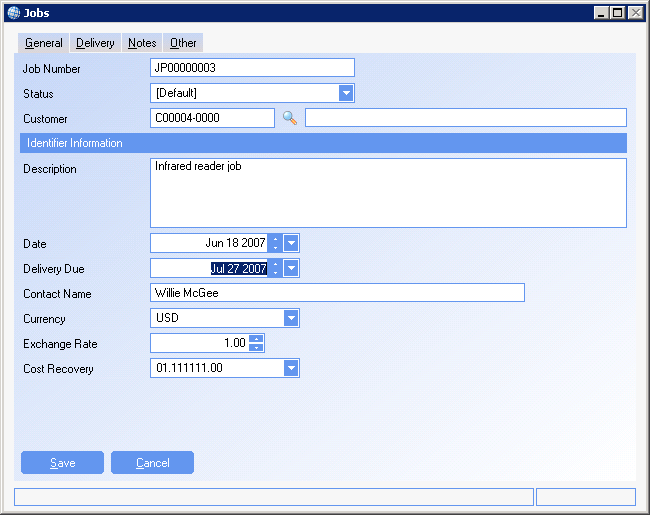 Jobs
General Delivery Notes Other
Job Number JP00000003
Status [Default]
Customer C00004-0000
Identifier Information
Description Infrared reader job
Date Jun 18 2007
Delivery Due Jul 27 2007
Contact Name Willie McGee
Currency USD
Exchange Rate 1.00
Cost Recovery 01.111111.00
Save Cancel